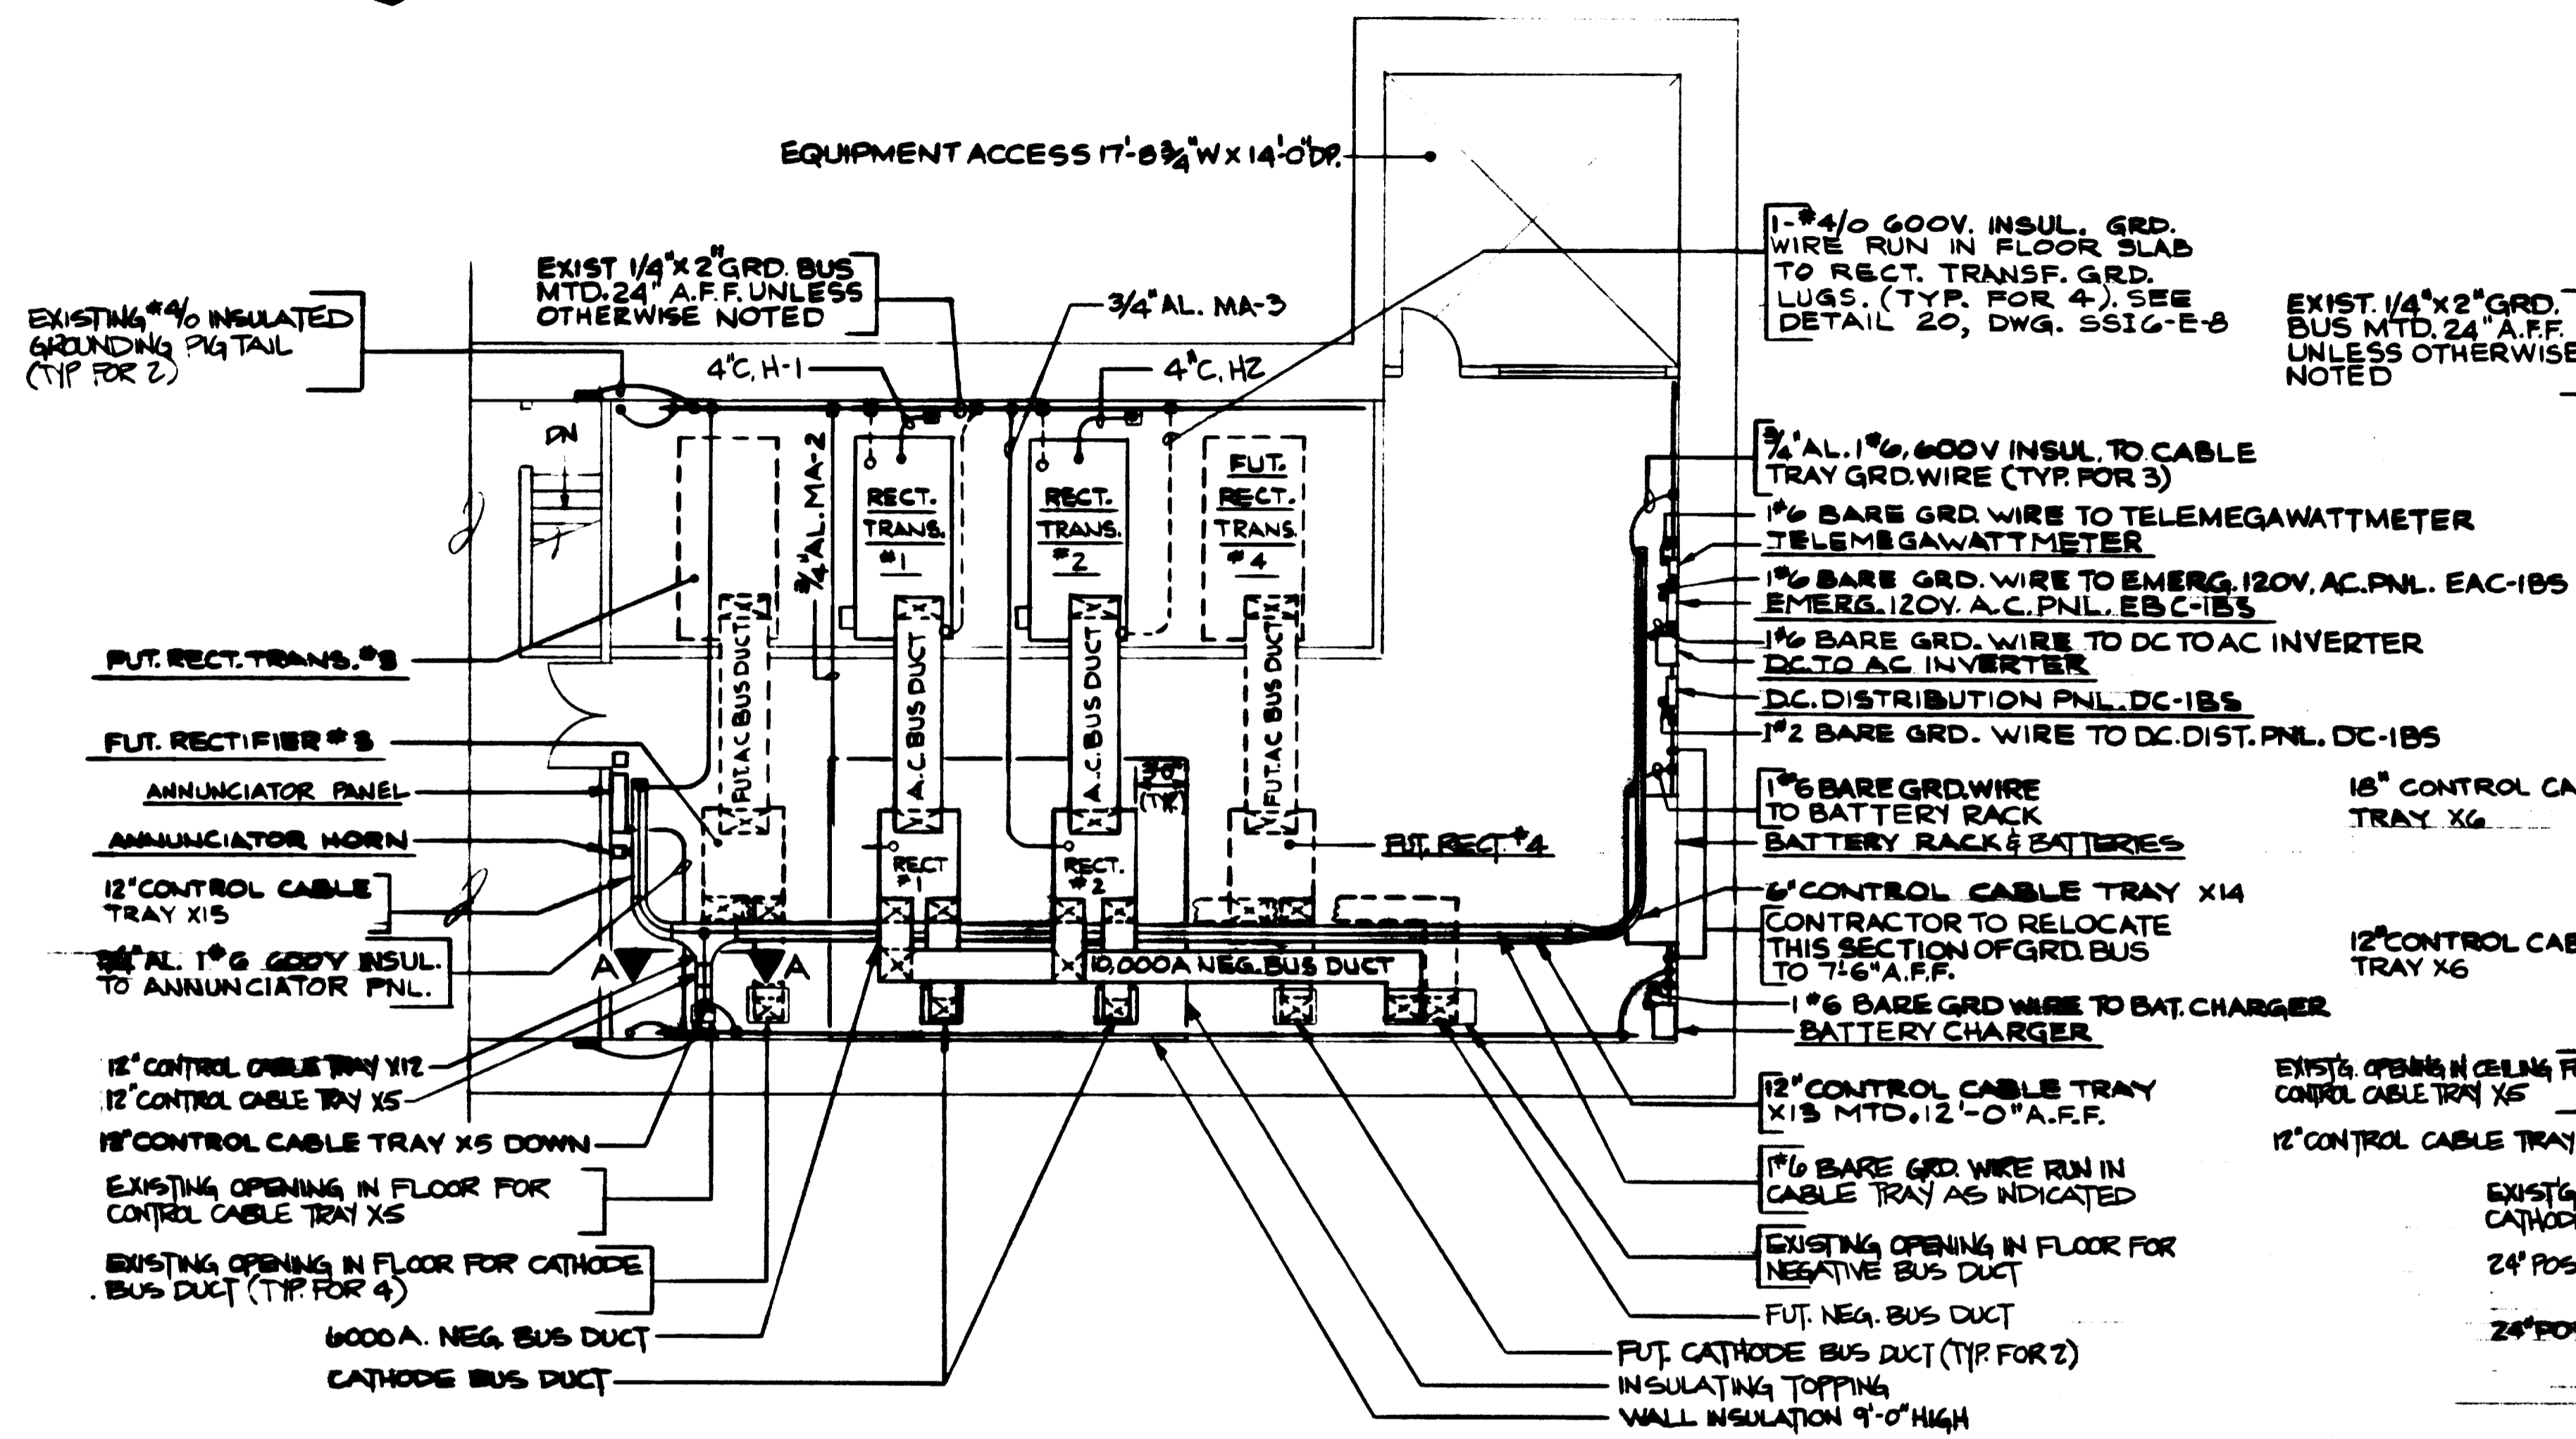 EQUIPMENT ACCESS 17'-8 3/4" W X 14'-0" DP.
EXISTING #4/0 INSULATED
GROUNDING PIGTAIL
(TYP FOR 2)
EXIST 1/4" X 2" GRD. BUS
MTD. 24" A.F.F. UNLESS
OTHERWISE NOTED
3/4" AL. MA-3
4"C, H-1
4"C, H2
1-#4/0 600V. INSUL. GRD.
WIRE RUN IN FLOOR SLAB
TO RECT. TRANSF. GRD.
LUGS. (TYP. FOR 4). SEE
DETAIL 20, DWG. SS16-E-8
EXIST. 1/4" X 2" GRD.
BUS MTD. 24" A.F.F.
UNLESS OTHERWISE
NOTED
DN
3/4" AL. MA-2
RECT.
TRANS.
#1
RECT.
TRANS.
#2
FUT.
RECT.
TRANS.
#4
FUT. AC BUS DUCT
A.C. BUS DUCT
A.C. BUS DUCT
FUT. AC BUS DUCT
FUT. RECT. TRANS. #3
FUT. RECTIFIER #3
ANNUNCIATOR PANEL
ANNUNCIATOR HORN
12" CONTROL CABLE
TRAY X15
3/4" AL. 1#6 600V INSUL.
TO ANNUNCIATOR PNL.
RECT
#1
RECT.
#2
FUT. RECT. #4
A
A
10,000A NEG. BUS DUCT
12" CONTROL CABLE TRAY X12
12" CONTROL CABLE TRAY X5
12" CONTROL CABLE TRAY X5 DOWN
EXISTING OPENING IN FLOOR FOR
CONTROL CABLE TRAY X5
EXISTING OPENING IN FLOOR FOR CATHODE
BUS DUCT (TYP. FOR 4)
6000A. NEG. BUS DUCT
CATHODE BUS DUCT
3/4" AL. 1#6, 600V INSUL. TO CABLE
TRAY GRD. WIRE (TYP. FOR 3)
1#6 BARE GRD. WIRE TO TELEMEGAWATTMETER
TELEMEGAWATTMETER
1#6 BARE GRD. WIRE TO EMERG. 120V. AC. PNL. EAC-1BS
EMERG. 120V. A.C. PNL. EBC-1BS
1#6 BARE GRD. WIRE TO DC TO AC INVERTER
DC. TO AC INVERTER
D.C. DISTRIBUTION PNL. DC-1BS
1#2 BARE GRD. WIRE TO DC. DIST. PNL. DC-1BS
1#6 BARE GRD. WIRE
TO BATTERY RACK
BATTERY RACK & BATTERIES
6" CONTROL CABLE TRAY X14
CONTRACTOR TO RELOCATE
THIS SECTION OF GRD. BUS
TO 7'-6" A.F.F.
1#6 BARE GRD WIRE TO BAT. CHARGER
BATTERY CHARGER
12" CONTROL CABLE TRAY
X13 MTD. 12'-0" A.F.F.
1#6 BARE GRD. WIRE RUN IN
CABLE TRAY AS INDICATED
EXISTING OPENING IN FLOOR FOR
NEGATIVE BUS DUCT
FUT. NEG. BUS DUCT
FUT. CATHODE BUS DUCT (TYP. FOR 2)
INSULATING TOPPING
WALL INSULATION 9'-0" HIGH
18" CONTROL CA
TRAY X6
12" CONTROL CAB
TRAY X6
EXIST'G. OPENING IN CEILING F
CONTROL CABLE TRAY X5
12" CONTROL CABLE TRAY
EXIST'G
CATHOD
24" POS
24" POS